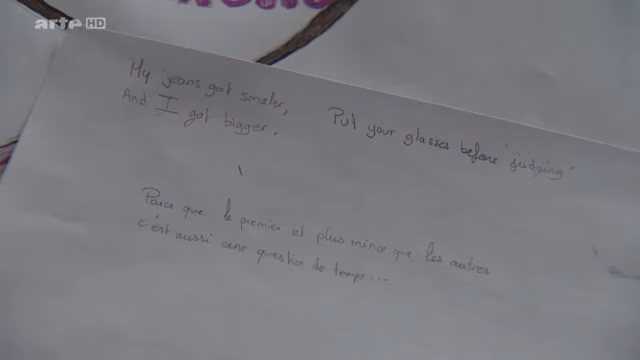 arte HD
My jeans got smaler,
And I got bigger.
Put your glasses before 'judging'
Parce que le premier et plus mince que les autres
c'est aussi une question de temps...